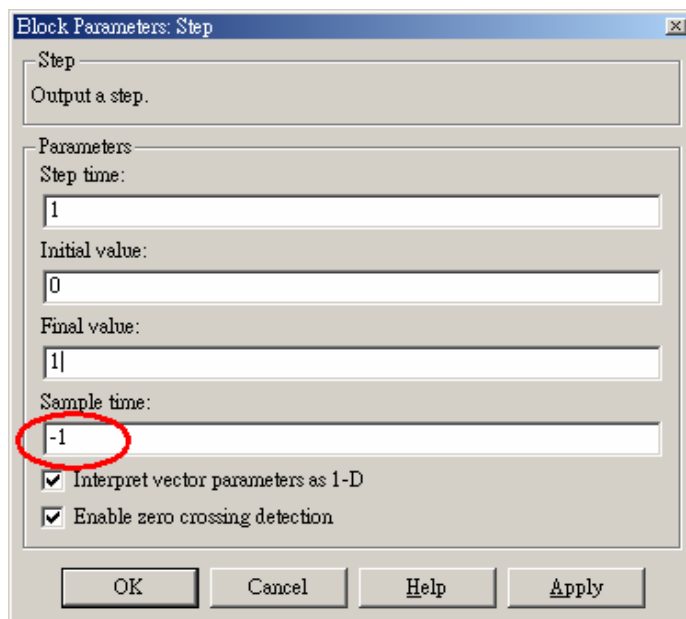 Block Parameters: Step
Step
Output a step.
Parameters
Step time:
1
Initial value:
0
Final value:
1
Sample time:
-1
Interpret vector parameters as 1-D
Enable zero crossing detection
OK Cancel Help Apply